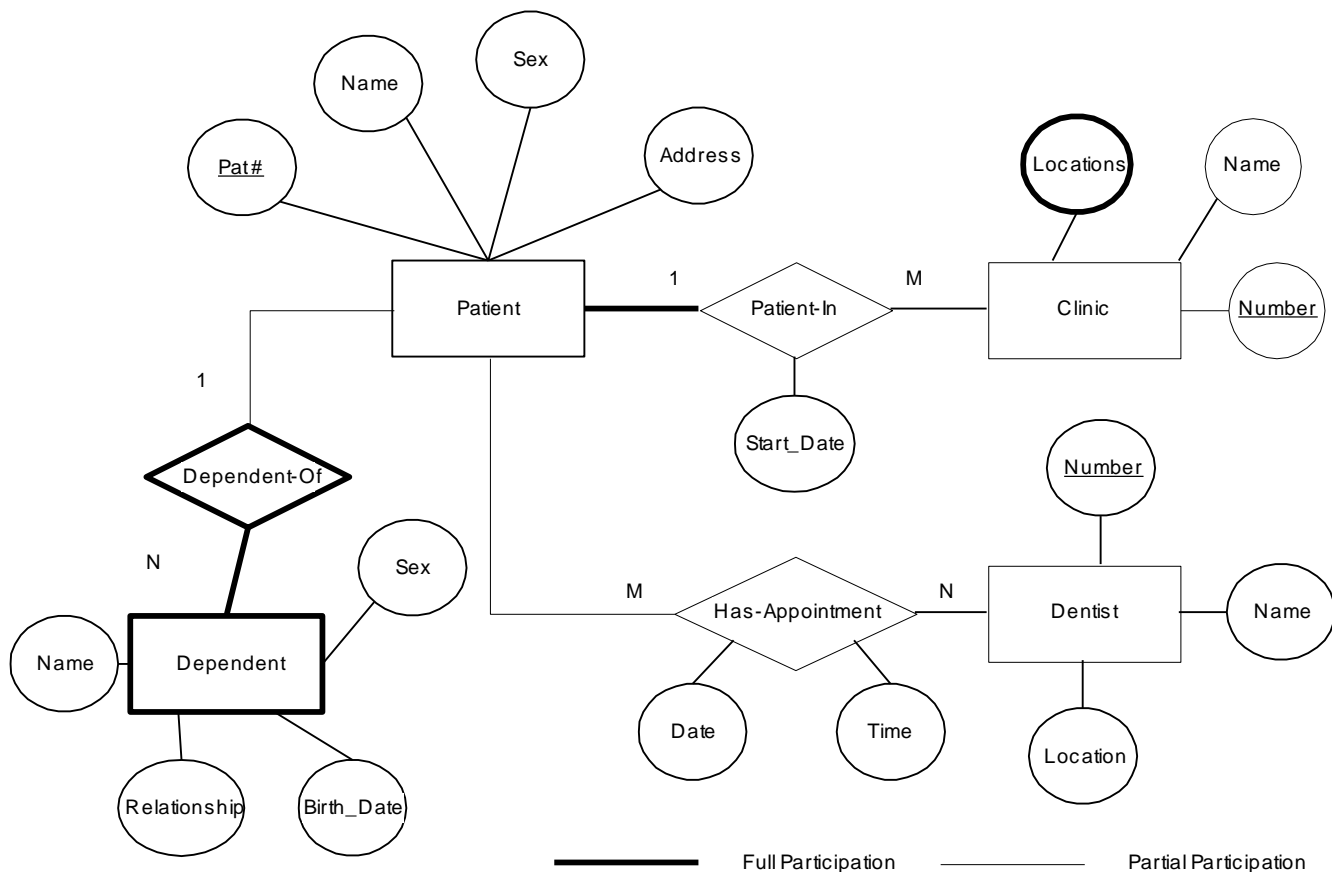 Sex
Name
Address
Pat#
Locations
Name
1
M
Patient
Patient-In
Clinic
Number
1
Start_Date
Number
Dependent-Of
N
Sex
M
Has-Appointment
N
Dentist
Name
Name
Dependent
Date
Time
Location
Relationship
Birth_Date
Full Participation
Partial Participation